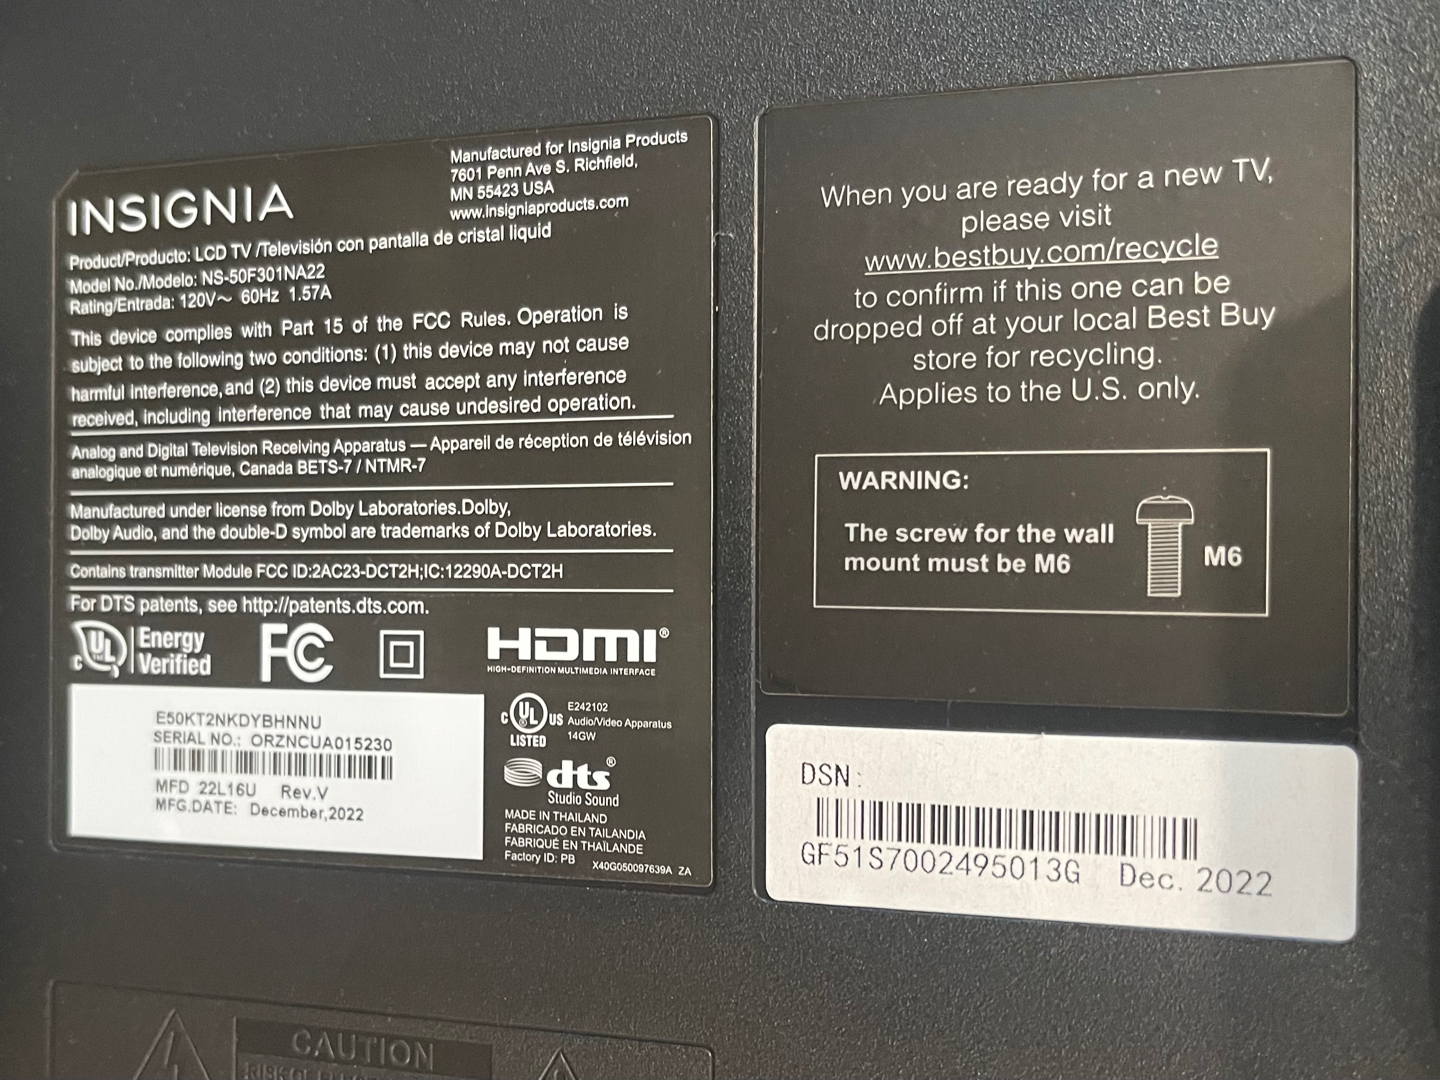 INSIGNIA
Manufactured for Insignia Products
7601 Penn Ave S. Richfield,
MN 55423 USA
www.insigniaproducts.com
Product/Producto: LCD TV /Televisión con pantalla de cristal liquid
Model No./Modelo: NS-50F301NA22
Rating/Entrada: 120V～ 60Hz 1.57A
This device complies with Part 15 of the FCC Rules. Operation is
subject to the following two conditions: (1) this device may not cause
harmful interference, and (2) this device must accept any interference
received, including interference that may cause undesired operation.
Analog and Digital Television Receiving Apparatus — Appareil de réception de télévision
analogique et numérique, Canada BETS-7 / NTMR-7
Manufactured under license from Dolby Laboratories.Dolby,
Dolby Audio, and the double-D symbol are trademarks of Dolby Laboratories.
Contains transmitter Module FCC ID:2AC23-DCT2H;IC:12290A-DCT2H
For DTS patents, see http://patents.dts.com.
C UL Energy
Verified
FC
HDMI®
HIGH-DEFINITION MULTIMEDIA INTERFACE
E50KT2NKDYBHNNU
SERIAL NO.: ORZNCUA015230
MFD 22L16U Rev.V
MFG.DATE: December,2022
C UL US
LISTED
E242102
Audio/Video Apparatus
14GW
dts®
Studio Sound
MADE IN THAILAND
FABRICADO EN TAILANDIA
FABRIQUÉ EN THAÏLANDE
Factory ID: PB X40G050097639A ZA
When you are ready for a new TV,
please visit
www.bestbuy.com/recycle
to confirm if this one can be
dropped off at your local Best Buy
store for recycling.
Applies to the U.S. only.
WARNING:
The screw for the wall
mount must be M6
M6
DSN:
GF51S7002495013G Dec. 2022
CAUTION